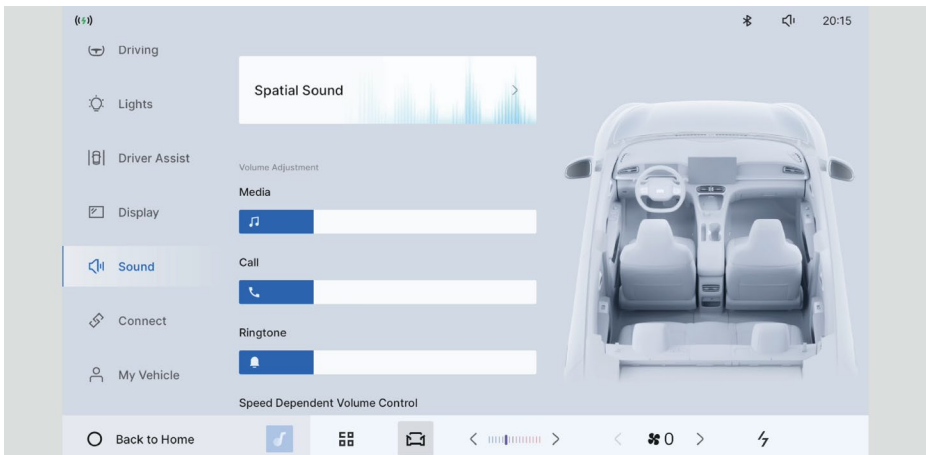 20:15
Driving
Lights
Driver Assist
Display
Sound
Connect
My Vehicle
Spatial Sound
Volume Adjustment
Media
Call
Ringtone
Speed Dependent Volume Control
Back to Home
0